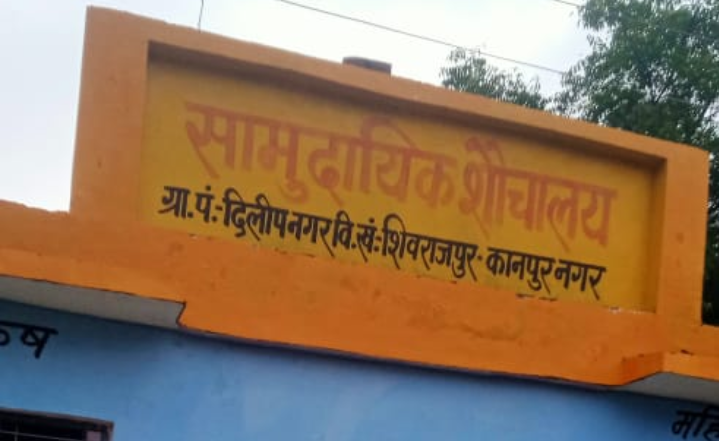 सामुदायिक शौचालय
ग्रा.पं:-दिलीपनगर वि.खं:-शिवराजपुर- कानपुर नगर